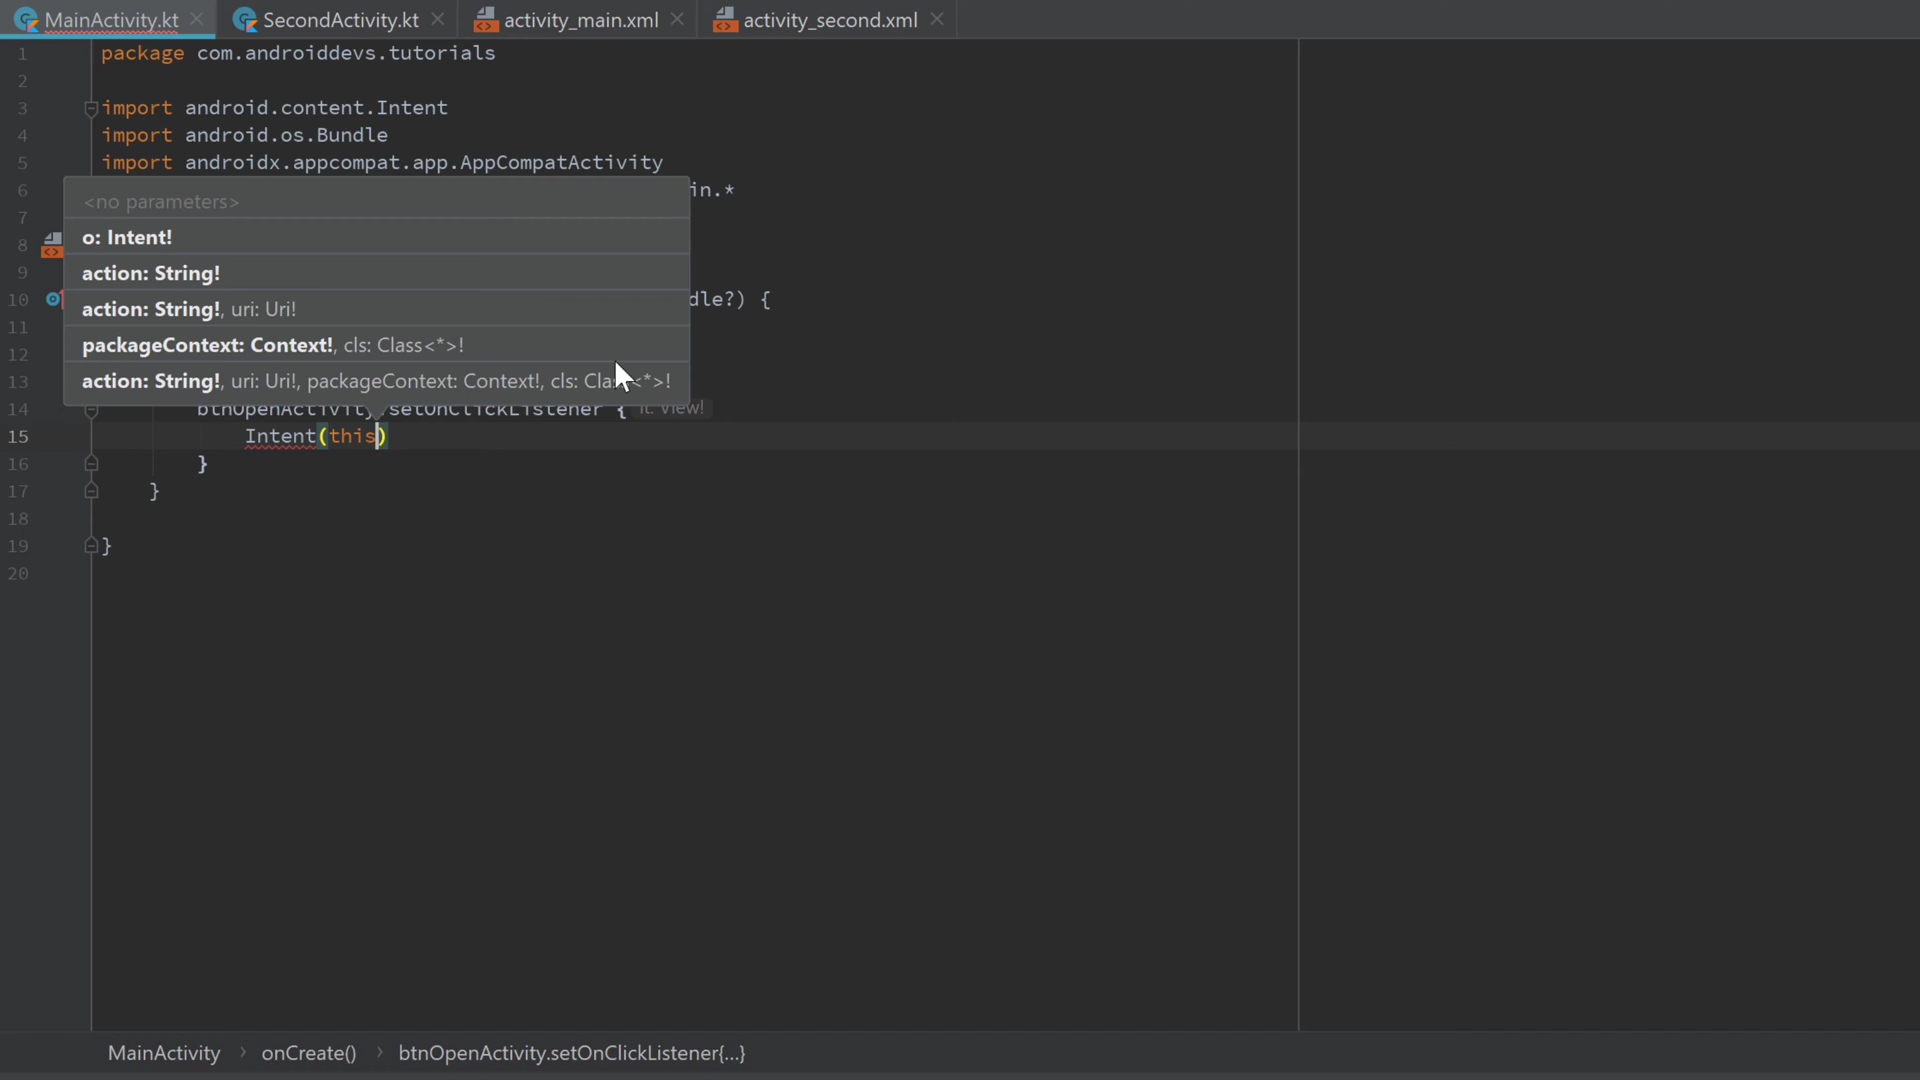 MainActivity.kt SecondActivity.kt activity_main.xml activity_second.xml
1 package com.androiddevs.tutorials
2
3 import android.content.Intent
4 import android.os.Bundle
5 import androidx.appcompat.app.AppCompatActivity
6 in.*
<no parameters>
7
o: Intent!
8
9 action: String!
10 dle?) {
action: String!, uri: Uri!
11
packageContext: Context!, cls: Class<*>!
12
13 action: String!, uri: Uri!, packageContext: Context!, cls: <*>!
14 btnOpenActivity.setOnClickListener { it: View!
15 Intent(this)
16 }
17 }
18
19 }
20
MainActivity > onCreate() > btnOpenActivity.setOnClickListener{...}